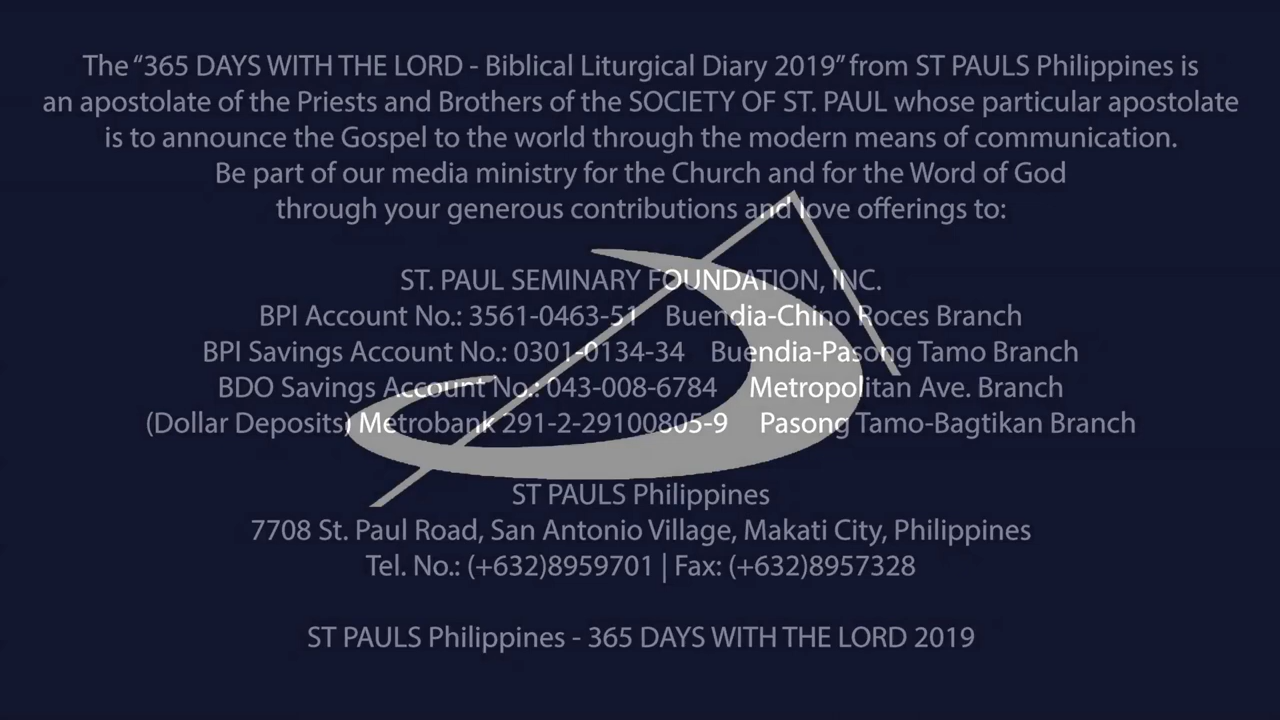 The “365 DAYS WITH THE LORD - Biblical Liturgical Diary 2019” from ST PAULS Philippines is
an apostolate of the Priests and Brothers of the SOCIETY OF ST. PAUL whose particular apostolate
is to announce the Gospel to the world through the modern means of communication.
Be part of our media ministry for the Church and for the Word of God
through your generous contributions and love offerings to:
ST. PAUL SEMINARY FOUNDATION, INC.
BPI Account No.: 3561-0463-51 Buendia-Chino Roces Branch
BPI Savings Account No.: 0301-0134-34 Buendia-Pasong Tamo Branch
BDO Savings Account No.: 043-008-6784 Metropolitan Ave. Branch
(Dollar Deposits) Metrobank 291-2-29100805-9 Pasong Tamo-Bagtikan Branch
ST PAULS Philippines
7708 St. Paul Road, San Antonio Village, Makati City, Philippines
Tel. No.: (+632)8959701 | Fax: (+632)8957328
ST PAULS Philippines - 365 DAYS WITH THE LORD 2019